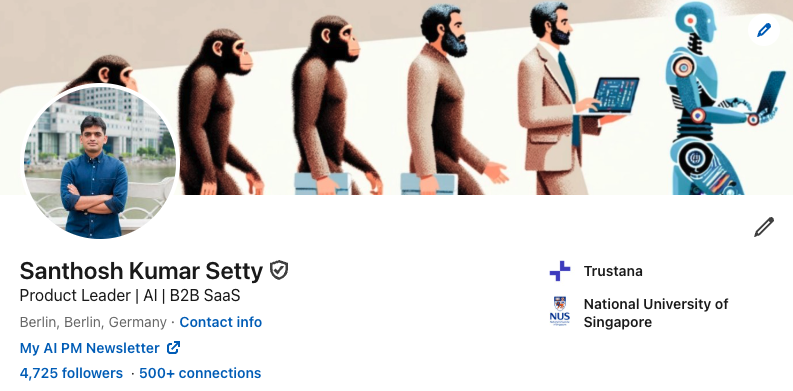 Santhosh Kumar Setty
Product Leader | AI | B2B SaaS
Berlin, Berlin, Germany · Contact info
My AI PM Newsletter
4,725 followers · 500+ connections
Trustana
NUS
National University of
Singapore